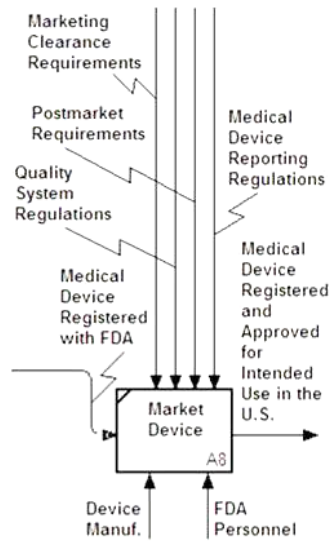 Marketing
Clearance
Requirements
Postmarket
Requirements
Quality
System
Regulations
Medical
Device
Reporting
Regulations
Medical
Device
Registered
with FDA
Medical
Device
Registered
and
Approved
for
Intended
Use in the
U.S.
Market
Device
A8
Device
Manuf.
FDA
Personnel